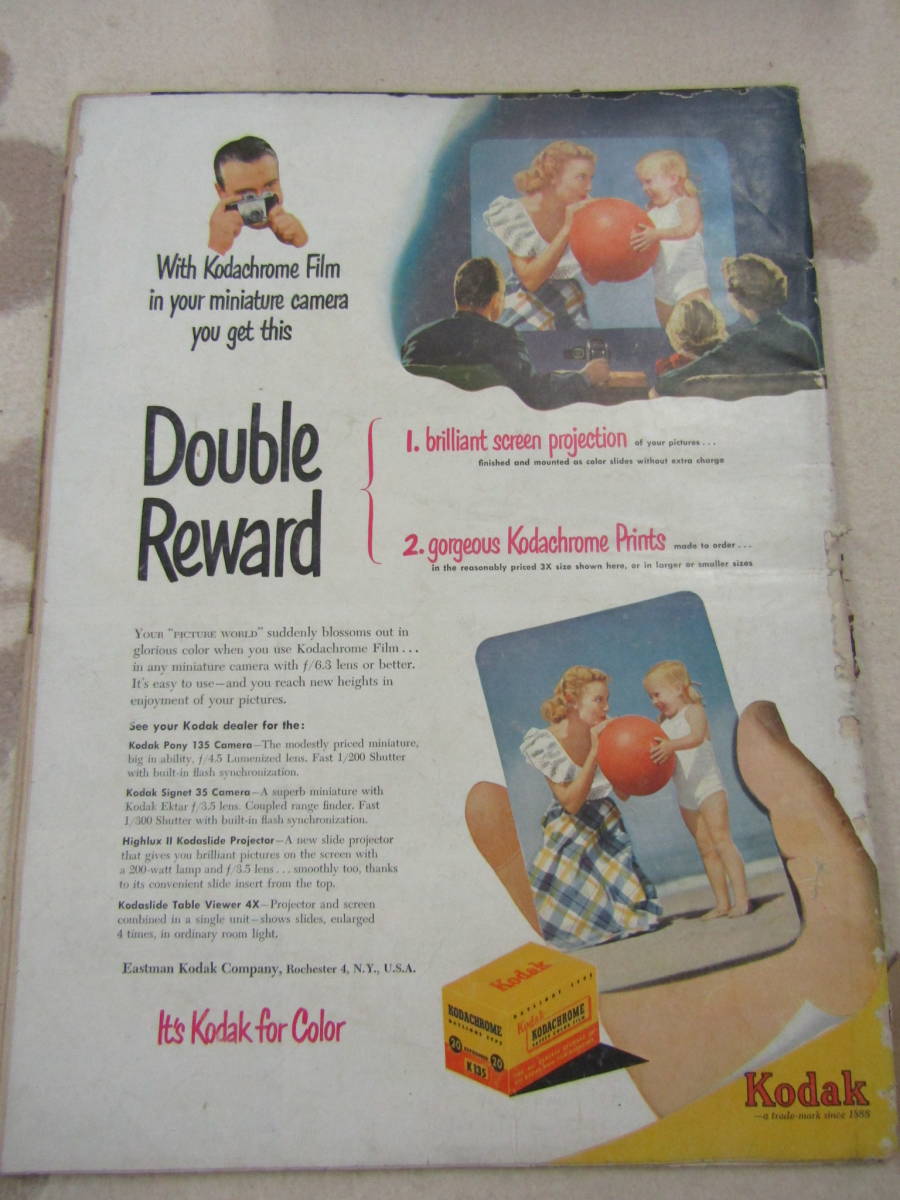 With Kodachrome Film
in your miniature camera
you get this
Double
Reward
1. brilliant screen projection of your pictures...
finished and mounted as color slides without extra charge
2. gorgeous Kodachrome Prints made to order...
in the reasonably priced 3X size shown here, or in larger or smaller sizes
YOUR "PICTURE WORLD" suddenly blossoms out in
glorious color when you use Kodachrome Film...
in any miniature camera with f/6.3 lens or better.
It's easy to use—and you reach new heights in
enjoyment of your pictures.
See your Kodak dealer for the:
Kodak Pony 135 Camera—The modestly priced miniature,
big in ability, f/4.5 Lumenized lens. Fast 1/200 Shutter
with built-in flash synchronization.
Kodak Signet 35 Camera—A superb miniature with
Kodak Ektar f/3.5 lens. Coupled range finder. Fast
1/300 Shutter with built-in flash synchronization.
Highlux II Kodaslide Projector—A new slide projector
that gives you brilliant pictures on the screen with
a 200-watt lamp and f/3.5 lens...smoothly too, thanks
to its convenient slide insert from the top.
Kodaslide Table Viewer 4X—Projector and screen
combined in a single unit—shows slides, enlarged
4 times, in ordinary room light.
Eastman Kodak Company, Rochester 4, N.Y., U.S.A.
It's Kodak for Color
Kodak
KODACHROME
DAYLIGHT TYPE
20 20
K135
DAYLIGHT TYPE
Kodak
KODACHROME
SAFETY COLOR FILM
Kodak
—a trade-mark since 1888